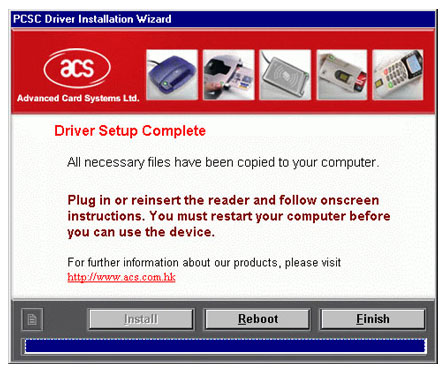 PCSC Driver Installation Wizard
acs
Advanced Card Systems Ltd.
Driver Setup Complete
All necessary files have been copied to your computer.
Plug in or reinsert the reader and follow onscreen
instructions. You must restart your computer before
you can use the device.
For further information about our products, please visit
http://www.acs.com.hk
Install
Reboot
Finish